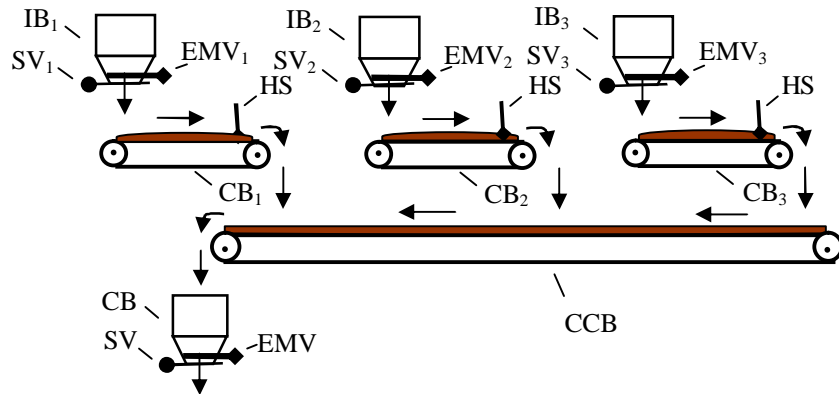 IB₁
SV₁
EMV₁
HS
CB₁
IB₂
SV₂
EMV₂
HS
CB₂
IB₃
SV₃
EMV₃
HS
CB₃
CB
SV
EMV
CCB